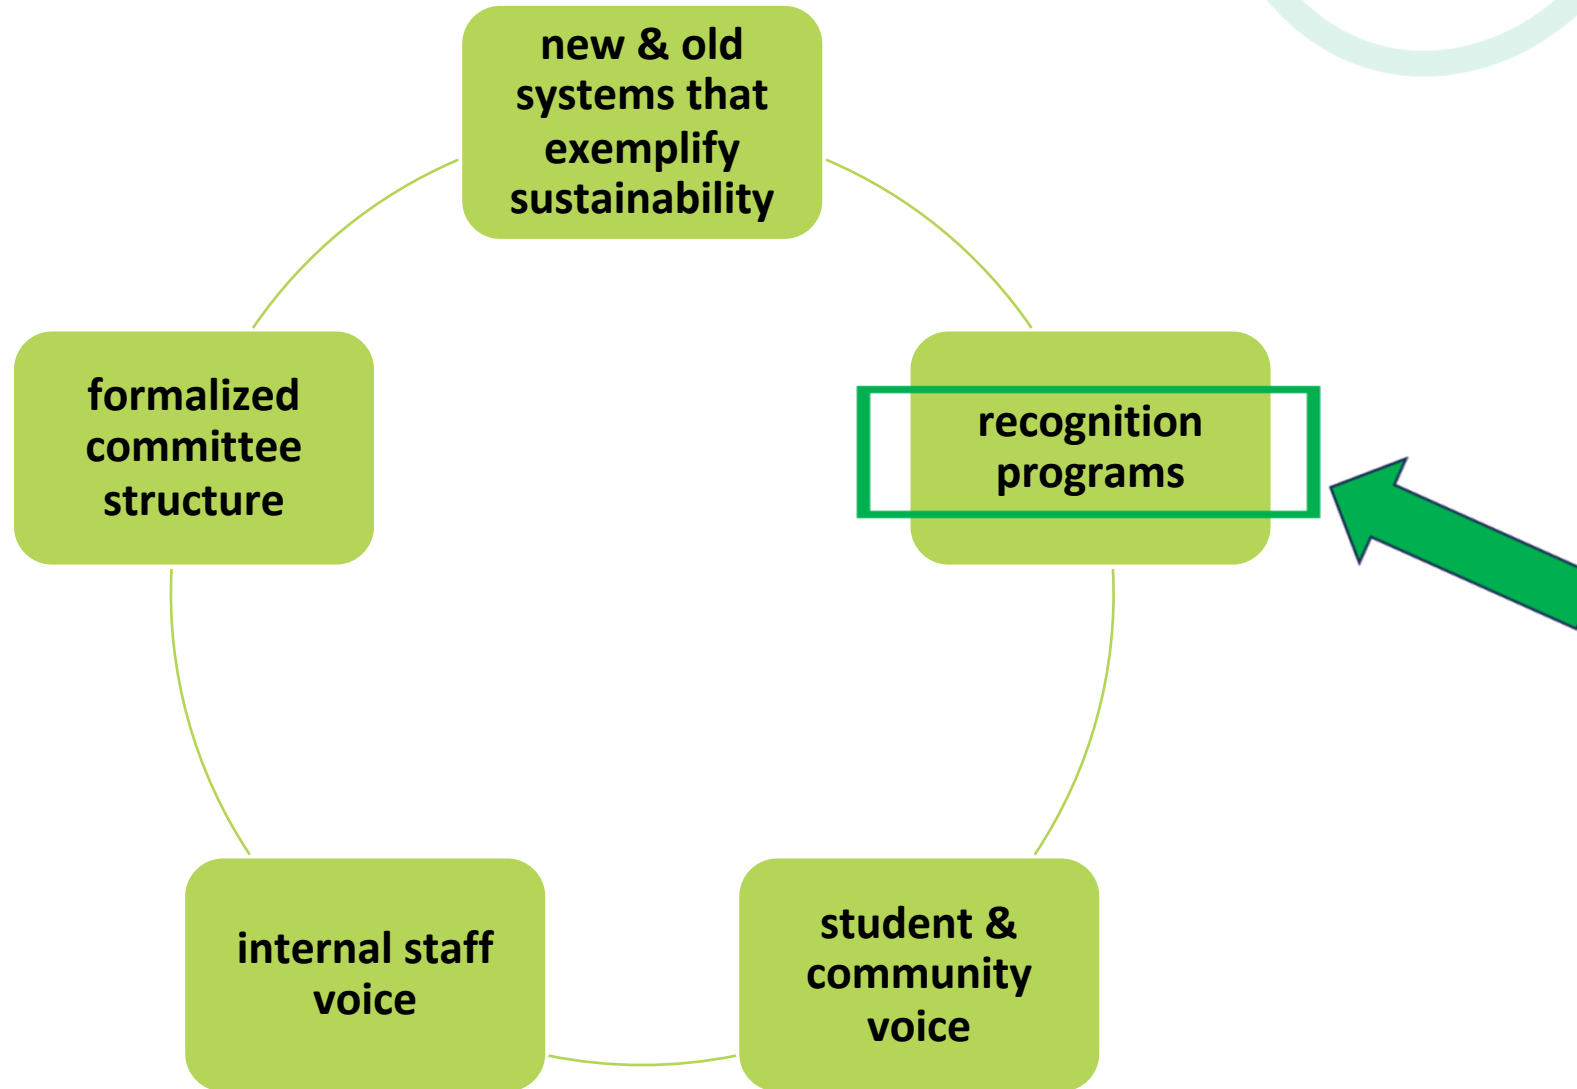 new & old
systems that
exemplify
sustainability
recognition
programs
student &
community
voice
internal staff
voice
formalized
committee
structure